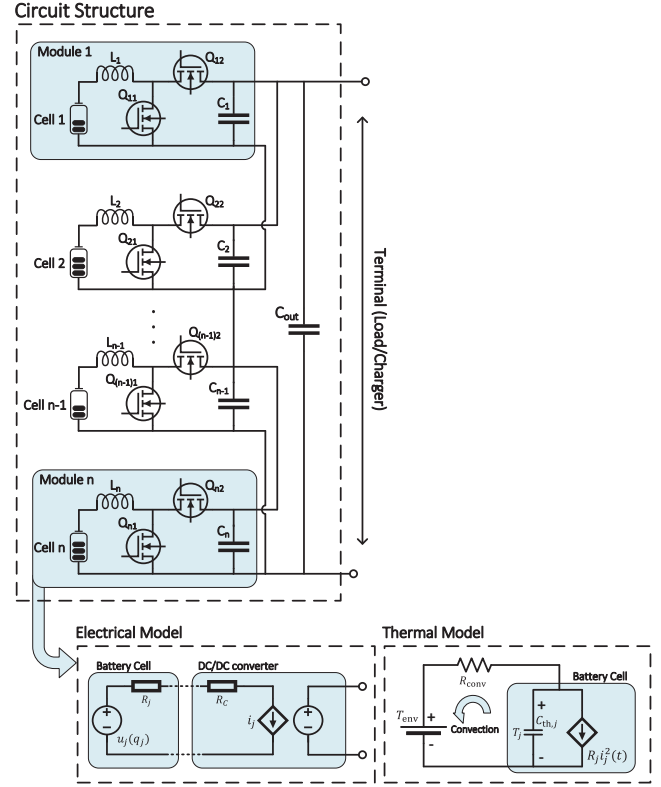 Circuit Structure
Module 1
L1
Q12
Q11
C1
Cell 1
L2
Q22
Q21
C2
Cell 2
Cout
Terminal (Load/Charger)
Ln-1
Q(n-1)2
Q(n-1)1
Cn-1
Cell n-1
Module n
Ln
Qn2
Qn1
Cn
Cell n
Electrical Model
Battery Cell
DC/DC converter
Rj
RC
ij
uj(qj)
+
-
+
-
Thermal Model
Rconv
Battery Cell
Tenv
+
-
Convection
+
Cth,j
Tj
-
Rjij2(t)